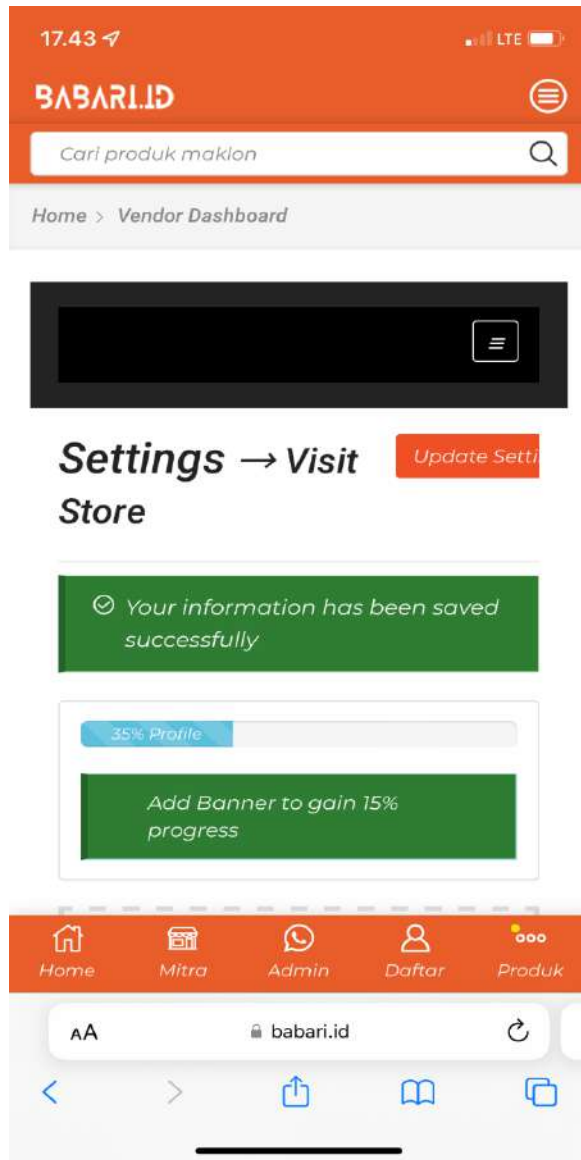 17.43 LTE
BABARI.ID
Cari produk maklon
Home > Vendor Dashboard
Settings → Visit
Store
Update Setti
Your information has been saved
successfully
35% Profile
Add Banner to gain 15%
progress
Home Mitra Admin Daftar Produk
AA babari.id